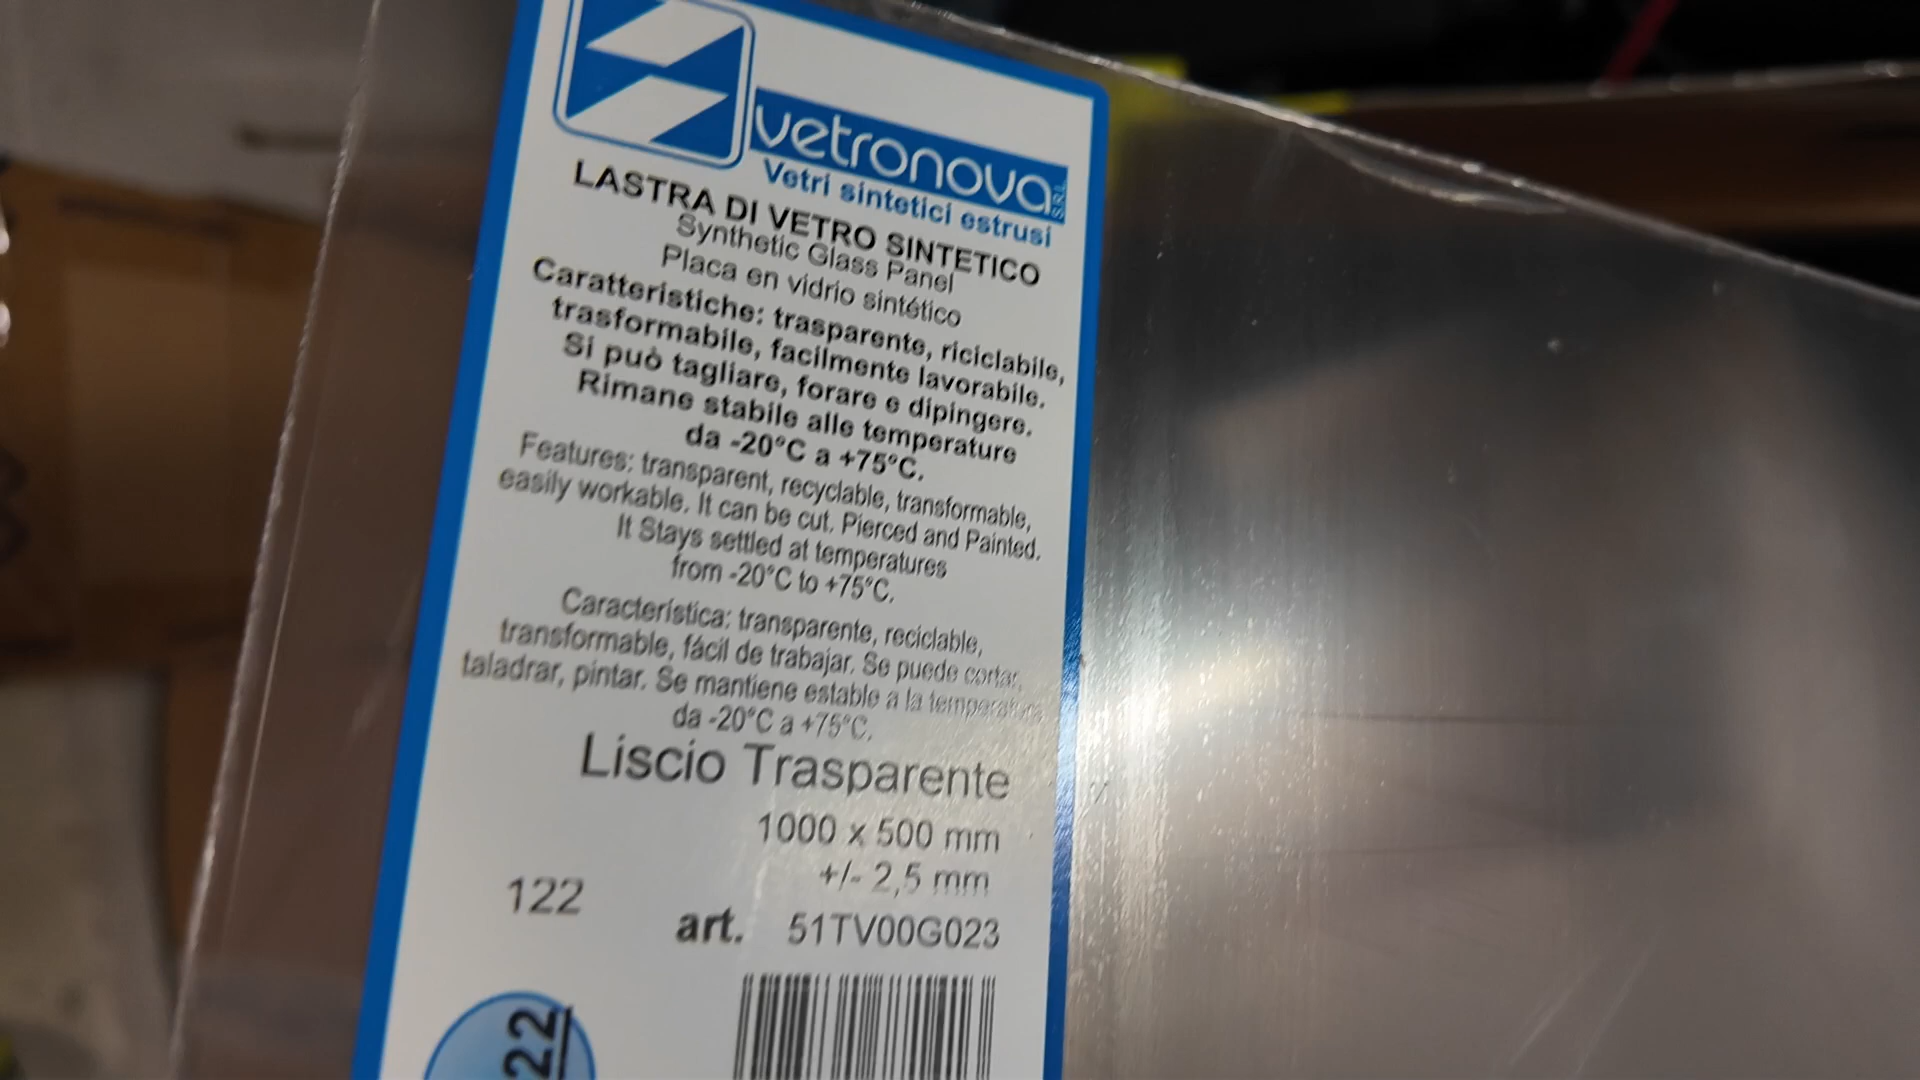 vetronova S.R.L.
Vetri sintetici estrusi
LASTRA DI VETRO SINTETICO
Synthetic Glass Panel
Placa en vidrio sintético
Caratteristiche: trasparente, riciclabile,
trasformabile, facilmente lavorabile.
Si può tagliare, forare e dipingere.
Rimane stabile alle temperature
da -20°C a +75°C.
Features: transparent, recyclable, transformable,
easily workable. It can be cut. Pierced and Painted.
It Stays settled at temperatures
from -20°C to +75°C.
Característica: transparente, reciclable,
transformable, fácil de trabajar. Se puede cortar,
taladrar, pintar. Se mantiene estable a la temperatura
da -20°C a +75°C.
Liscio Trasparente
1000 x 500 mm
+/- 2,5 mm
122
art. 51TV00G023
22